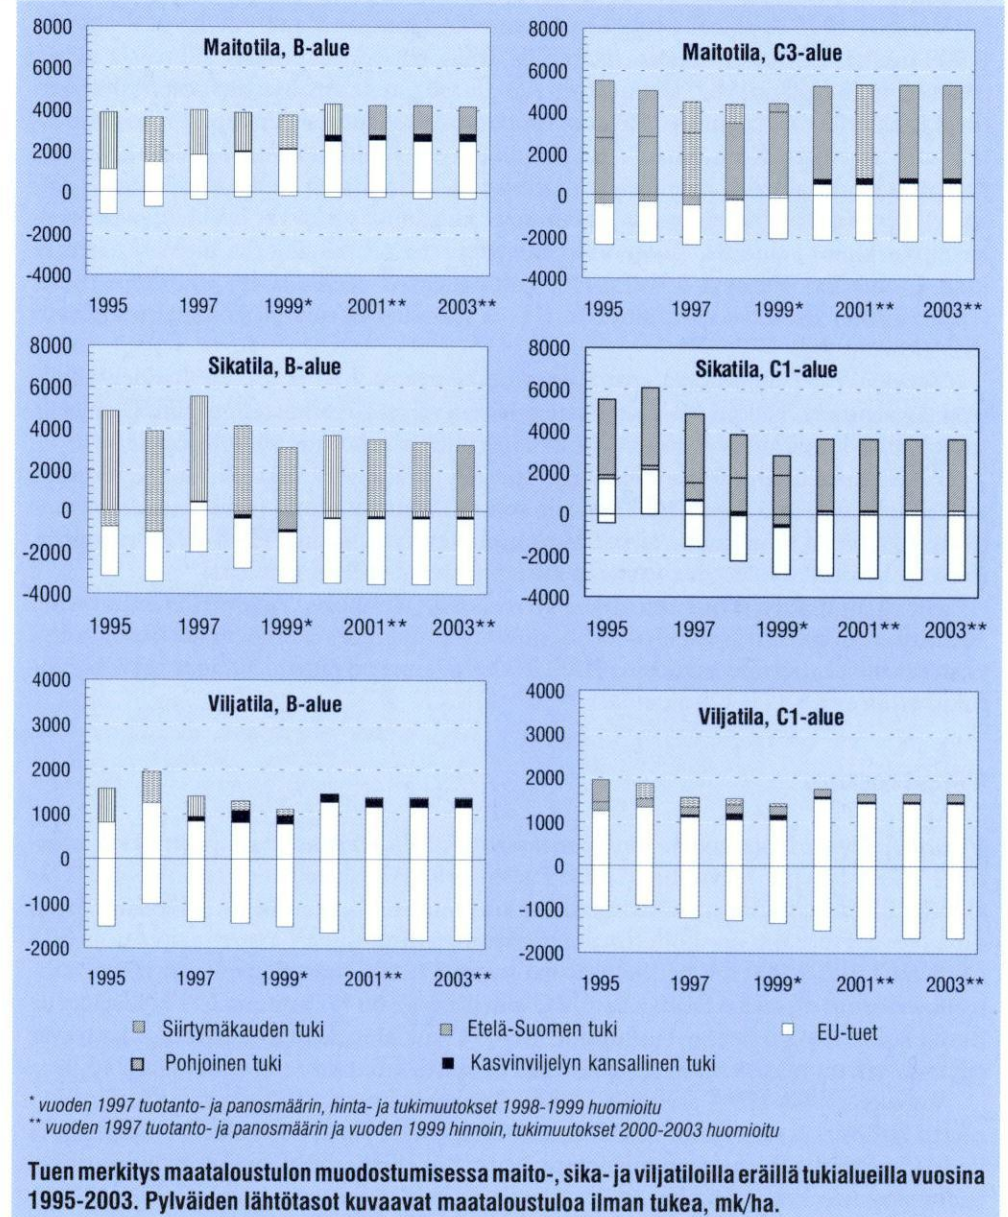 8000
Maitotila, B-alue
6000
4000
2000
0
-2000
-4000
1995 1997 1999* 2001** 2003**
8000
Maitotila, C3-alue
6000
4000
2000
0
-2000
-4000
1995 1997 1999* 2001** 2003**
8000
Sikatila, B-alue
6000
4000
2000
0
-2000
-4000
1995 1997 1999* 2001** 2003**
8000
Sikatila, C1-alue
6000
4000
2000
0
-2000
-4000
1995 1997 1999* 2001** 2003**
4000
Viljatila, B-alue
3000
2000
1000
0
-1000
-2000
1995 1997 1999* 2001** 2003**
4000
Viljatila, C1-alue
3000
2000
1000
0
-1000
-2000
1995 1997 1999* 2001** 2003**
Siirtymäkauden tuki Etelä-Suomen tuki EU-tuet
Pohjoinen tuki Kasvinviljelyn kansallinen tuki
* vuoden 1997 tuotanto- ja panosmäärin, hinta- ja tukimuutokset 1998-1999 huomioitu
** vuoden 1997 tuotanto- ja panosmäärin ja vuoden 1999 hinnoin, tukimuutokset 2000-2003 huomioitu
Tuen merkitys maataloustulon muodostumisessa maito-, sika- ja viljatiloilla eräillä tukialueilla vuosina
1995-2003. Pylväiden lähtötasot kuvaavat maataloustuloa ilman tukea, mk/ha.